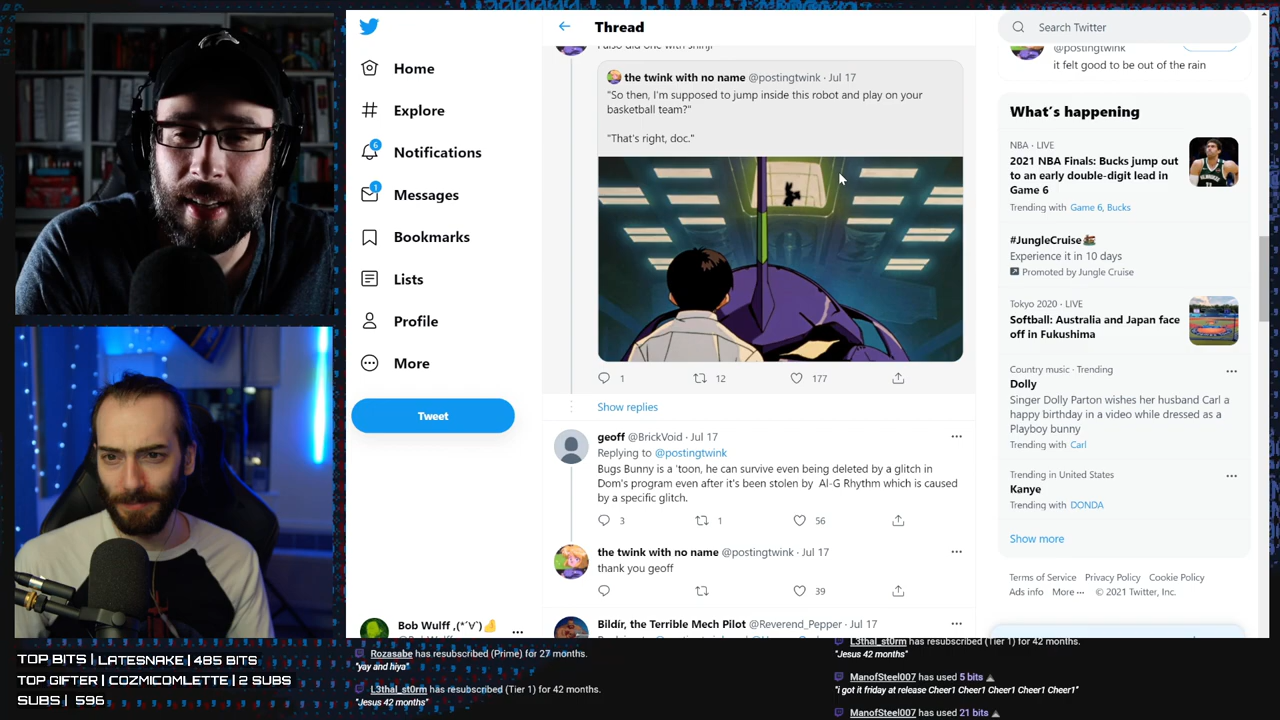 Home
Explore
6
Notifications
1
Messages
Bookmarks
Lists
Profile
More
Tweet
Bob Wulff ,(*´∀`)👍
Thread
I also did one with Shinji
the twink with no name @postingtwink · Jul 17
"So then, I'm supposed to jump inside this robot and play on your
basketball team?"
"That's right, doc."
1 12 177
Show replies
geoff @BrickVoid · Jul 17
Replying to @postingtwink
Bugs Bunny is a 'toon, he can survive even being deleted by a glitch in
Dom's program even after it's been stolen by Al-G Rhythm which is caused
by a specific glitch.
3 1 56
the twink with no name @postingtwink · Jul 17
thank you geoff
39
Bildír, the Terrible Mech Pilot @Reverend_Pepper · Jul 17
Search Twitter
@postingtwink
it felt good to be out of the rain
What's happening
NBA · LIVE
2021 NBA Finals: Bucks jump out
to an early double-digit lead in
Game 6
Trending with Game 6, Bucks
#JungleCruise
Experience it in 10 days
Promoted by Jungle Cruise
Tokyo 2020 · LIVE
Softball: Australia and Japan face
off in Fukushima
Country music · Trending
Dolly
Singer Dolly Parton wishes her husband Carl a
happy birthday in a video while dressed as a
Playboy bunny
Trending with Carl
Trending in United States
Kanye
Trending with DONDA
Show more
Terms of Service Privacy Policy Cookie Policy
Ads info More ··· © 2021 Twitter, Inc.
TOP BITS | LATESNAKE | 485 BITS
TOP GIFTER | COZMICOMLETTE | 2 SUBS
SUBS | 596
Rozasabe has resubscribed (Prime) for 27 months.
"yay and hiya"
L3thal_st0rm has resubscribed (Tier 1) for 42 months.
"Jesus 42 months"
L3thal_st0rm has resubscribed (Tier 1) for 42 months.
"Jesus 42 months"
ManofSteel007 has used 5 bits
"i got it friday at release Cheer1 Cheer1 Cheer1 Cheer1 Cheer1"
ManofSteel007 has used 21 bits